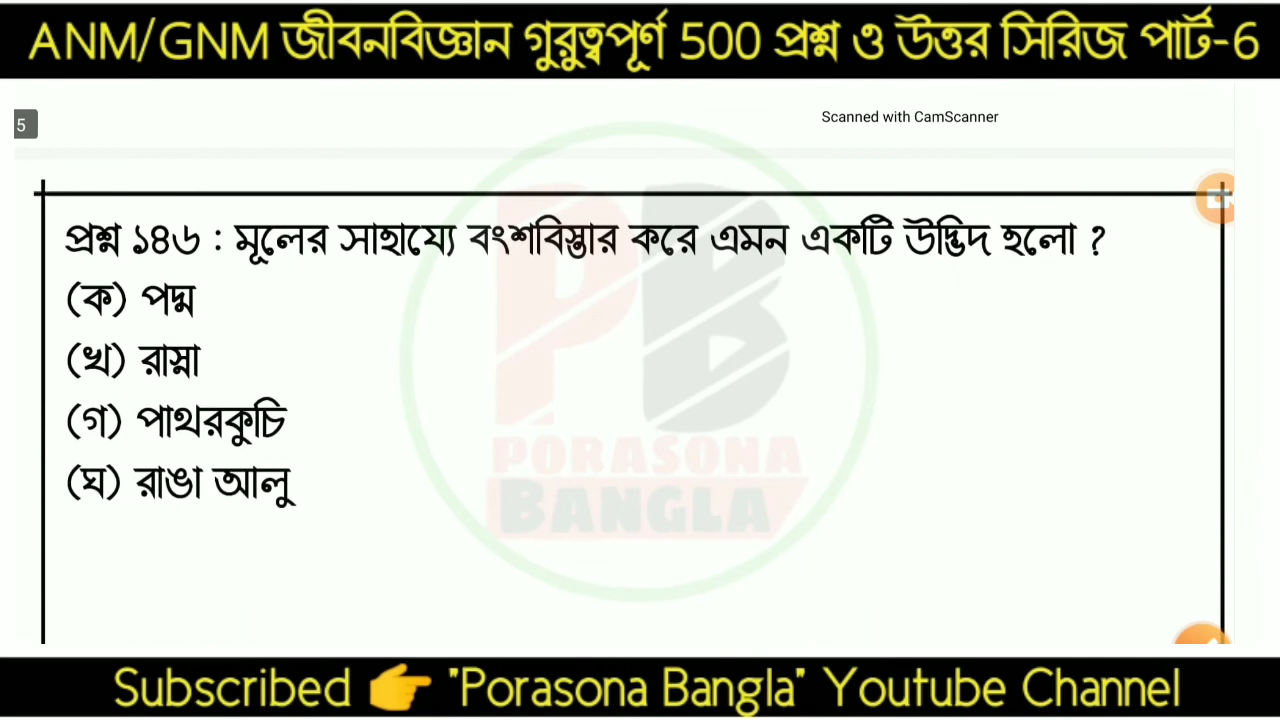 ANM/GNM জীবনবিজ্ঞান গুরুত্বপূর্ণ 500 প্রশ্ন ও উত্তর সিরিজ পার্ট-6
5
Scanned with CamScanner
প্রশ্ন ১৪৬ : মূলের সাহায্যে বংশবিস্তার করে এমন একটি উদ্ভিদ হলো ?
(ক) পদ্ম
(খ) রাস্না
(গ) পাথরকুচি
(ঘ) রাঙা আলু
PB
PORASONA
BANGLA
Subscribed 👉 "Porasona Bangla" Youtube Channel